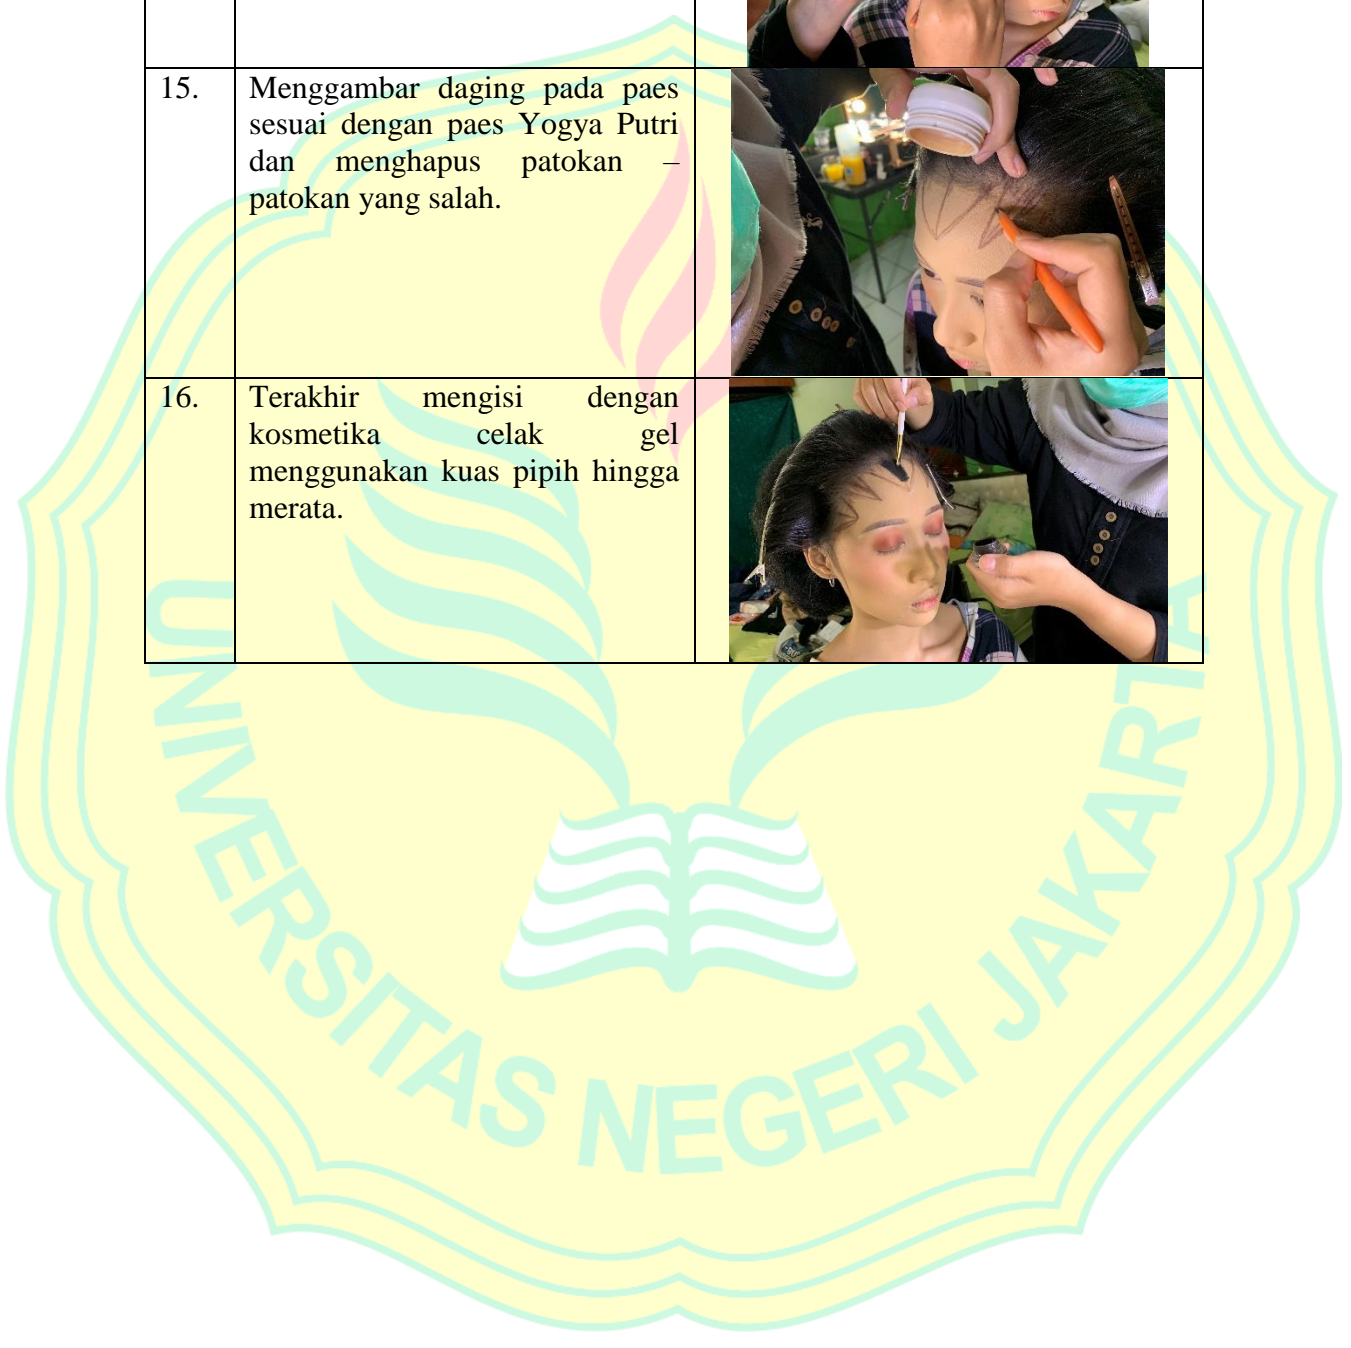 15.
Menggambar daging pada paes
sesuai dengan paes Yogya Putri
dan menghapus patokan –
patokan yang salah.
16.
Terakhir mengisi dengan
kosmetika celak gel
menggunakan kuas pipih hingga
merata.
UNIVERSITAS NEGERI JAKARTA